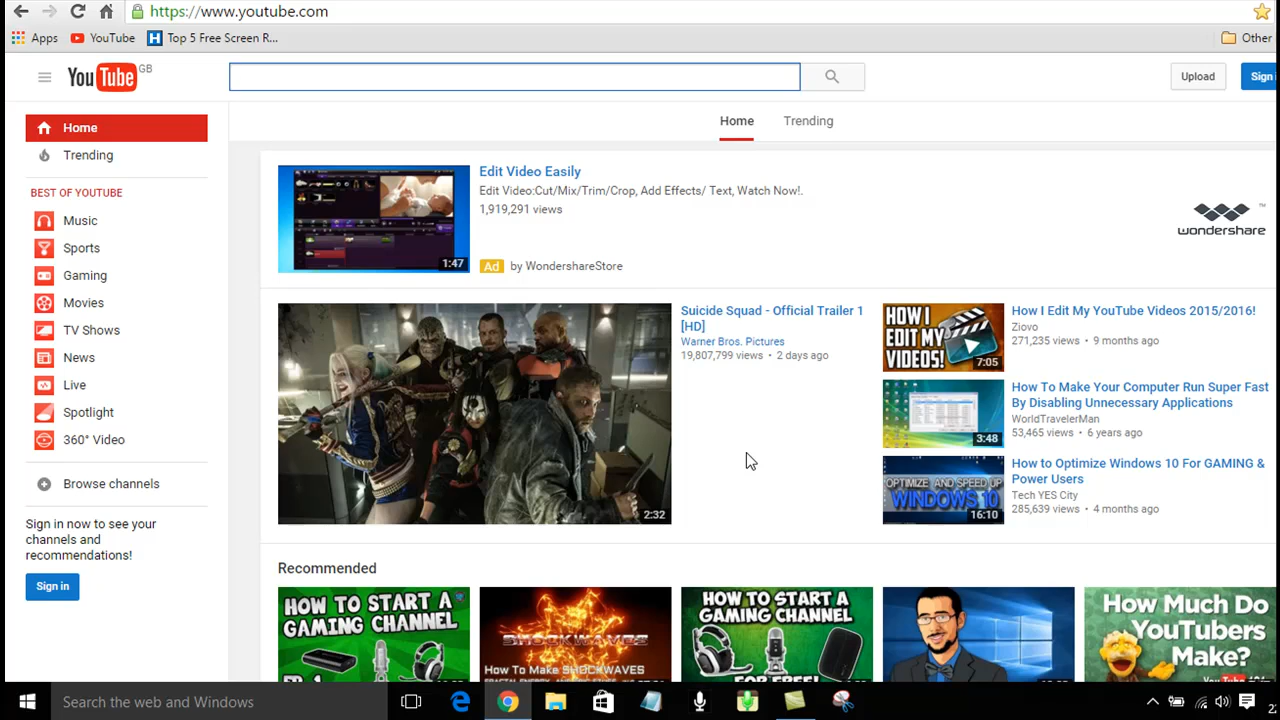 https://www.youtube.com
Apps
YouTube
Top 5 Free Screen R...
Other
YouTube GB
Upload
Sign
Home
Trending
Home
Trending
BEST OF YOUTUBE
Music
Sports
Gaming
Movies
TV Shows
News
Live
Spotlight
360° Video
Browse channels
Sign in now to see your
channels and
recommendations!
Sign in
1:47
Edit Video Easily
Edit Video:Cut/Mix/Trim/Crop, Add Effects/ Text, Watch Now!.
1,919,291 views
Ad by WondershareStore
wondershare™
2:32
Suicide Squad - Official Trailer 1
[HD]
Warner Bros. Pictures
19,807,799 views • 2 days ago
HOW I
EDIT MY
VIDEOS!
7:05
How I Edit My YouTube Videos 2015/2016!
Ziovo
271,235 views • 9 months ago
3:48
How To Make Your Computer Run Super Fast
By Disabling Unnecessary Applications
WorldTravelerMan
53,465 views • 6 years ago
OPTIMIZE AND SPEED UP
WINDOWS 10
16:10
How to Optimize Windows 10 For GAMING &
Power Users
Tech YES City
285,639 views • 4 months ago
Recommended
HOW TO START A
GAMING CHANNEL
SHOCKWAVES
How To Make SHOCKWAVES
HOW TO START A
GAMING CHANNEL
FOR FREE!
How Much Do
YouTubers
Make?
Search the web and Windows